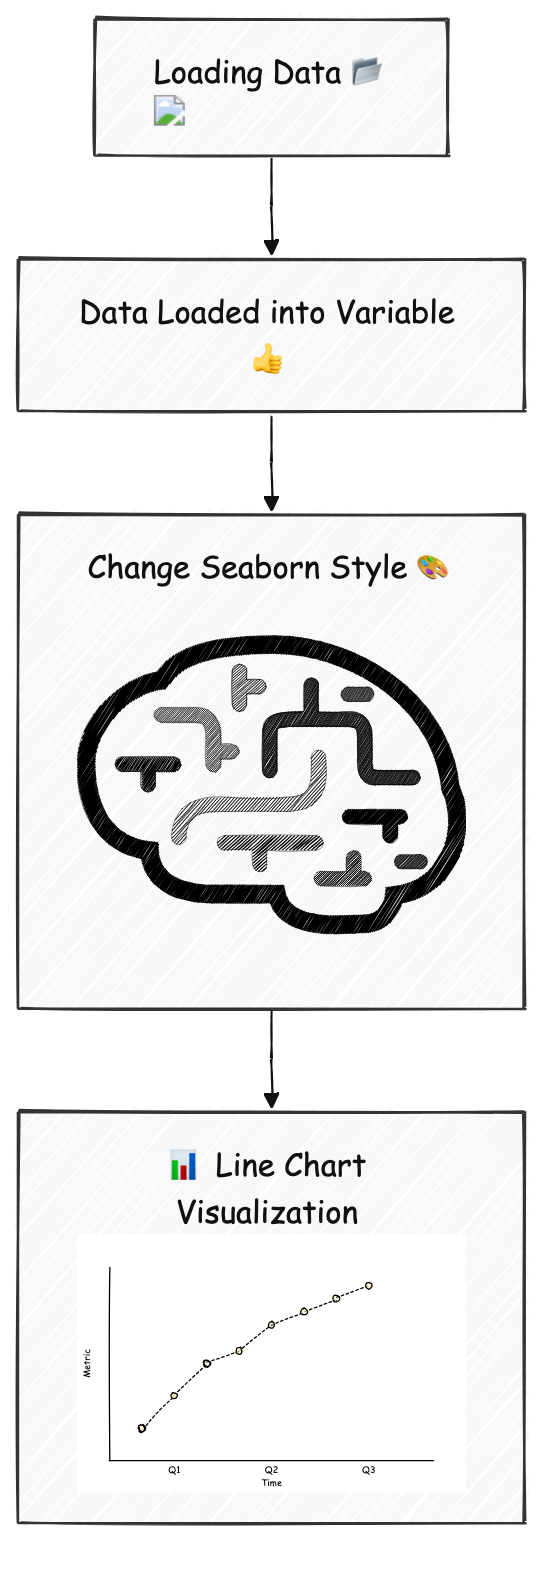 Loading Data
Data Loaded into Variable
Change Seaborn Style
Line Chart
Visualization
Metric
Q1 Q2 Q3
Time